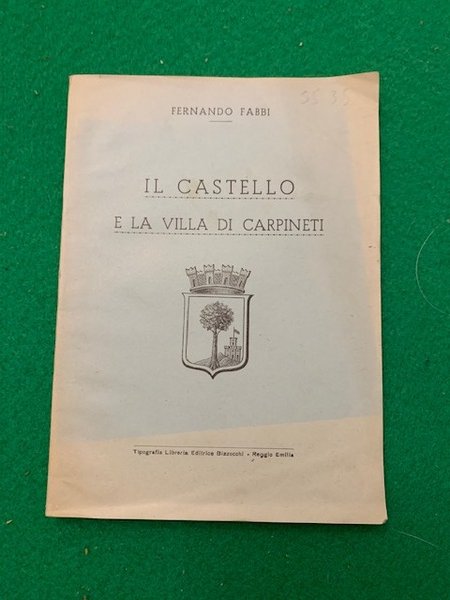 FERNANDO FABBI
IL CASTELLO
E LA VILLA DI CARPINETI
Tipografia Libreria Editrice Bizzocchi - Reggio Emilia